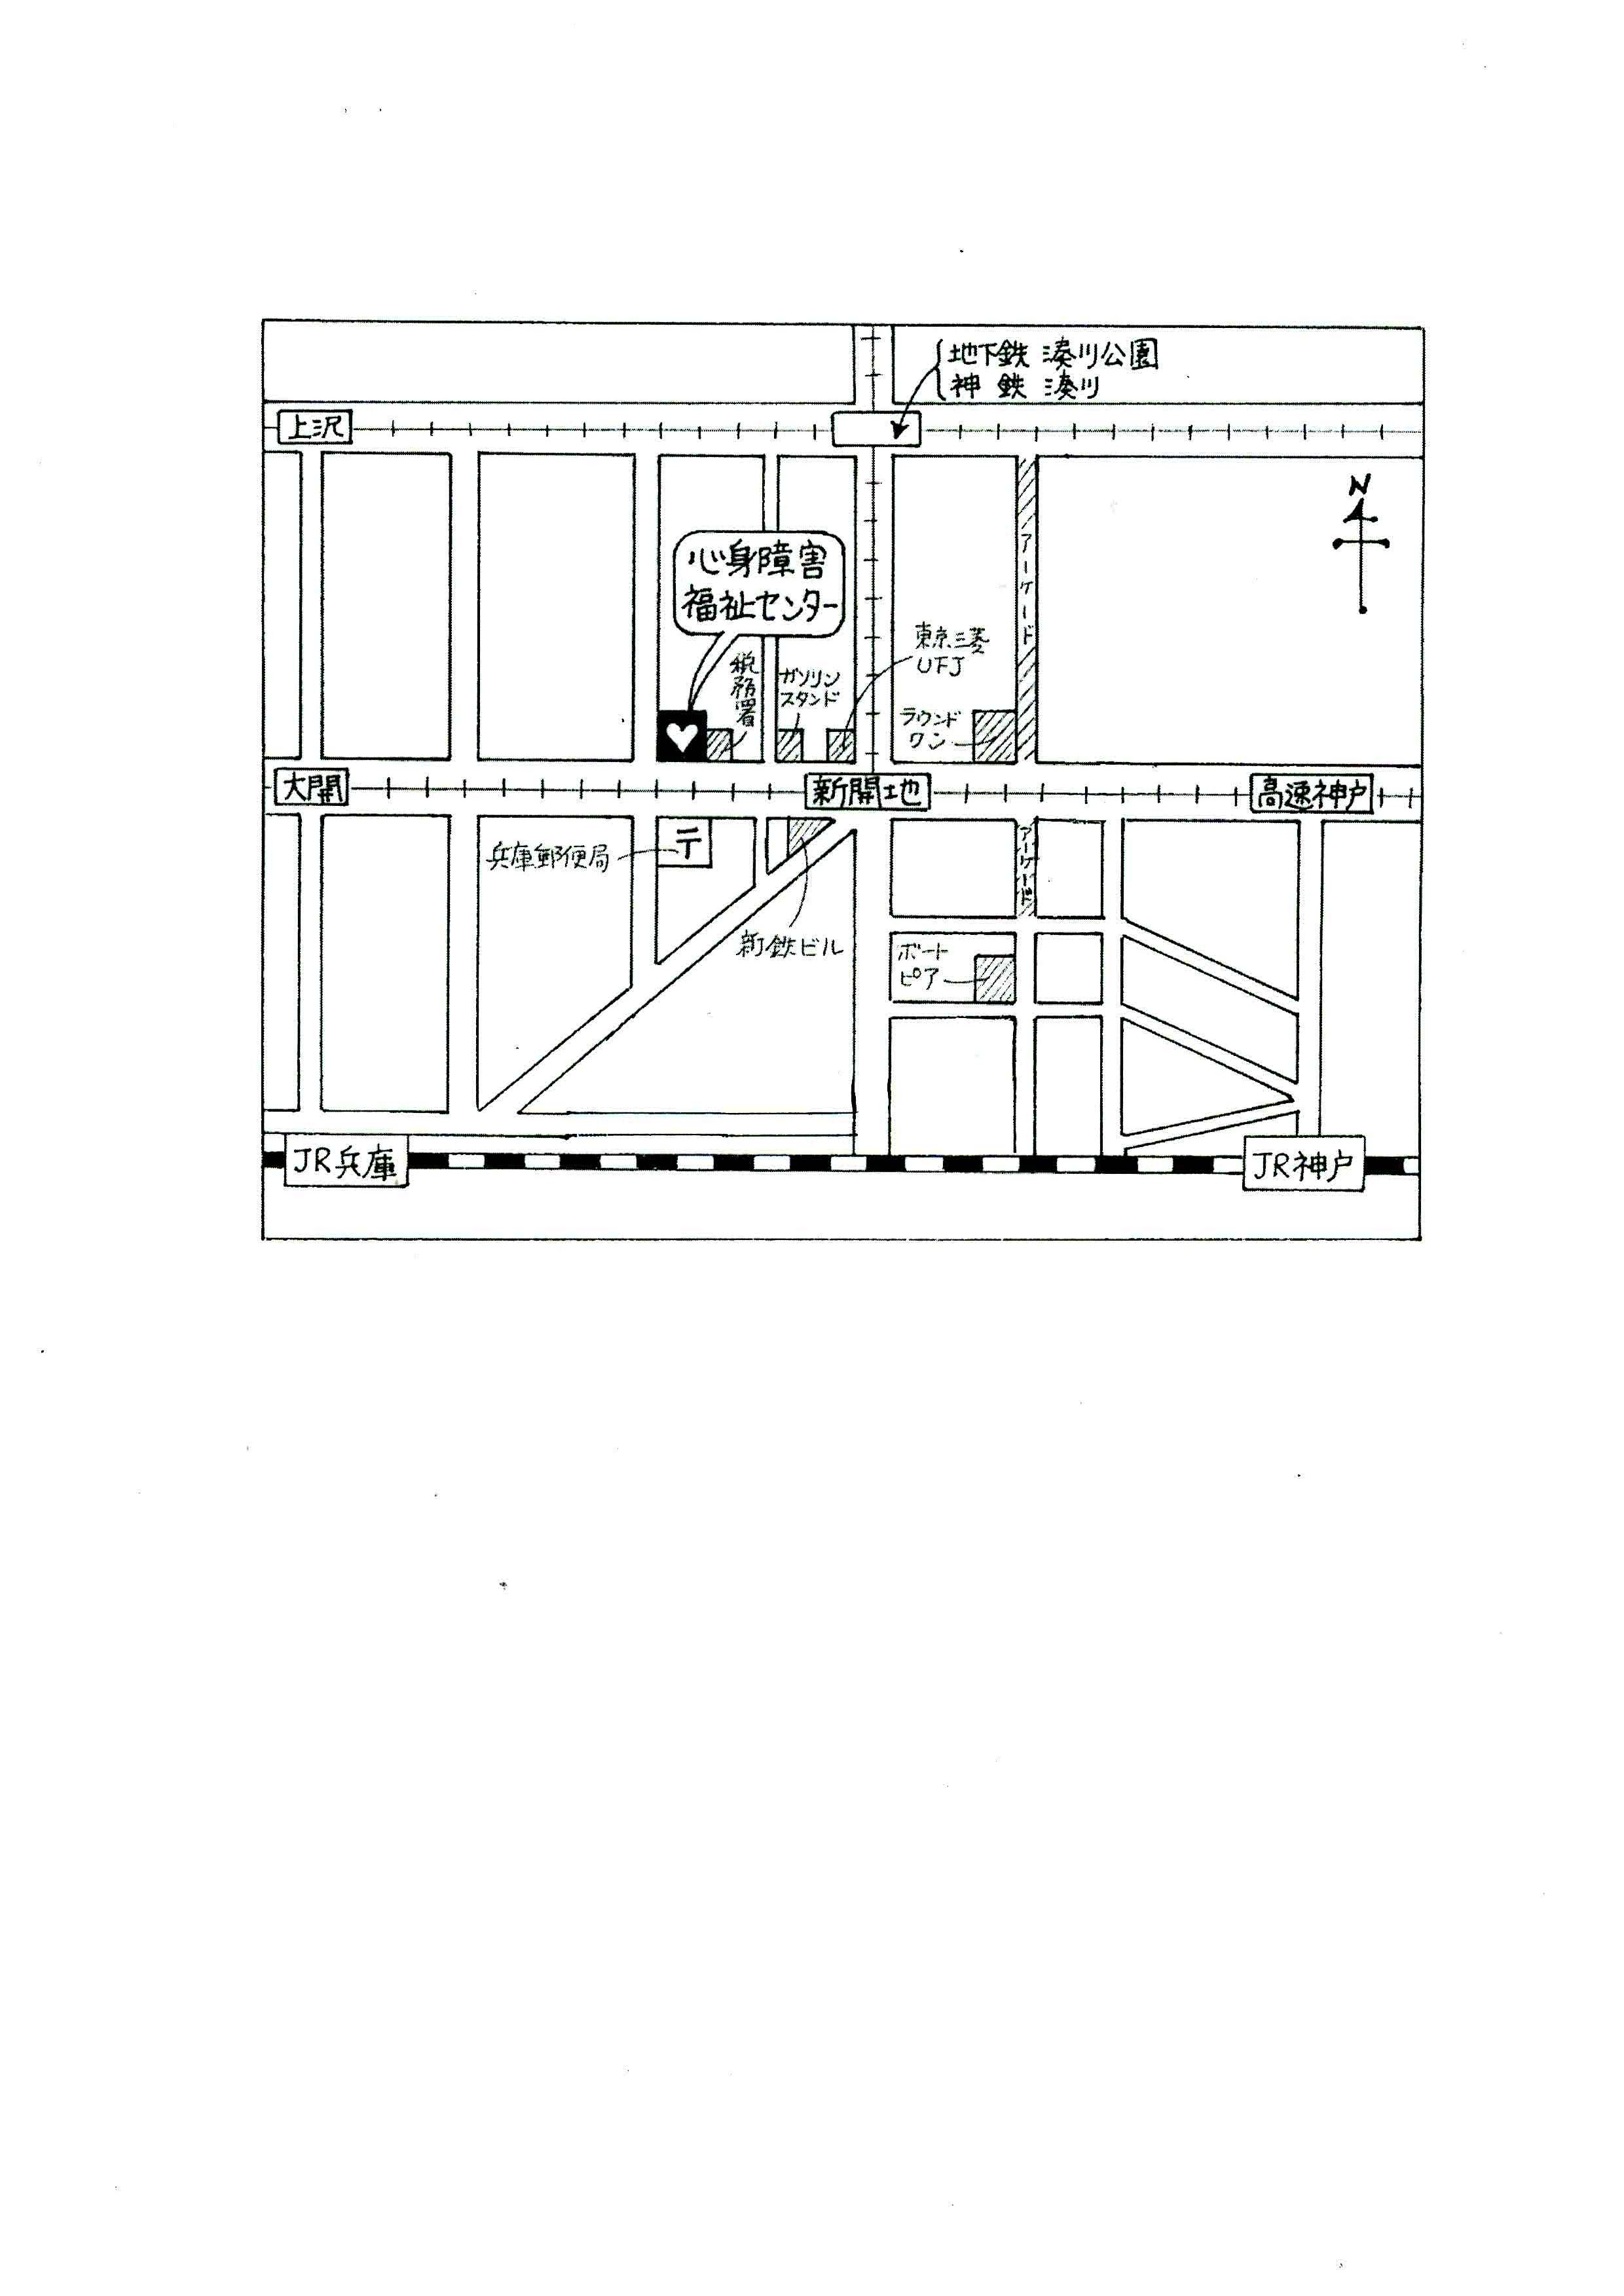 地下鉄 湊川公園
神 鉄 湊川
上沢
N
アーケード
心身障害
福祉センター
東京三菱
UFJ
税務署
ガソリン
スタンド
ラウンド
ワン
大開
新開地
高速神戸
〒
兵庫郵便局
アーケード
新鉄ビル
ボート
ピア
JR兵庫
JR神戸